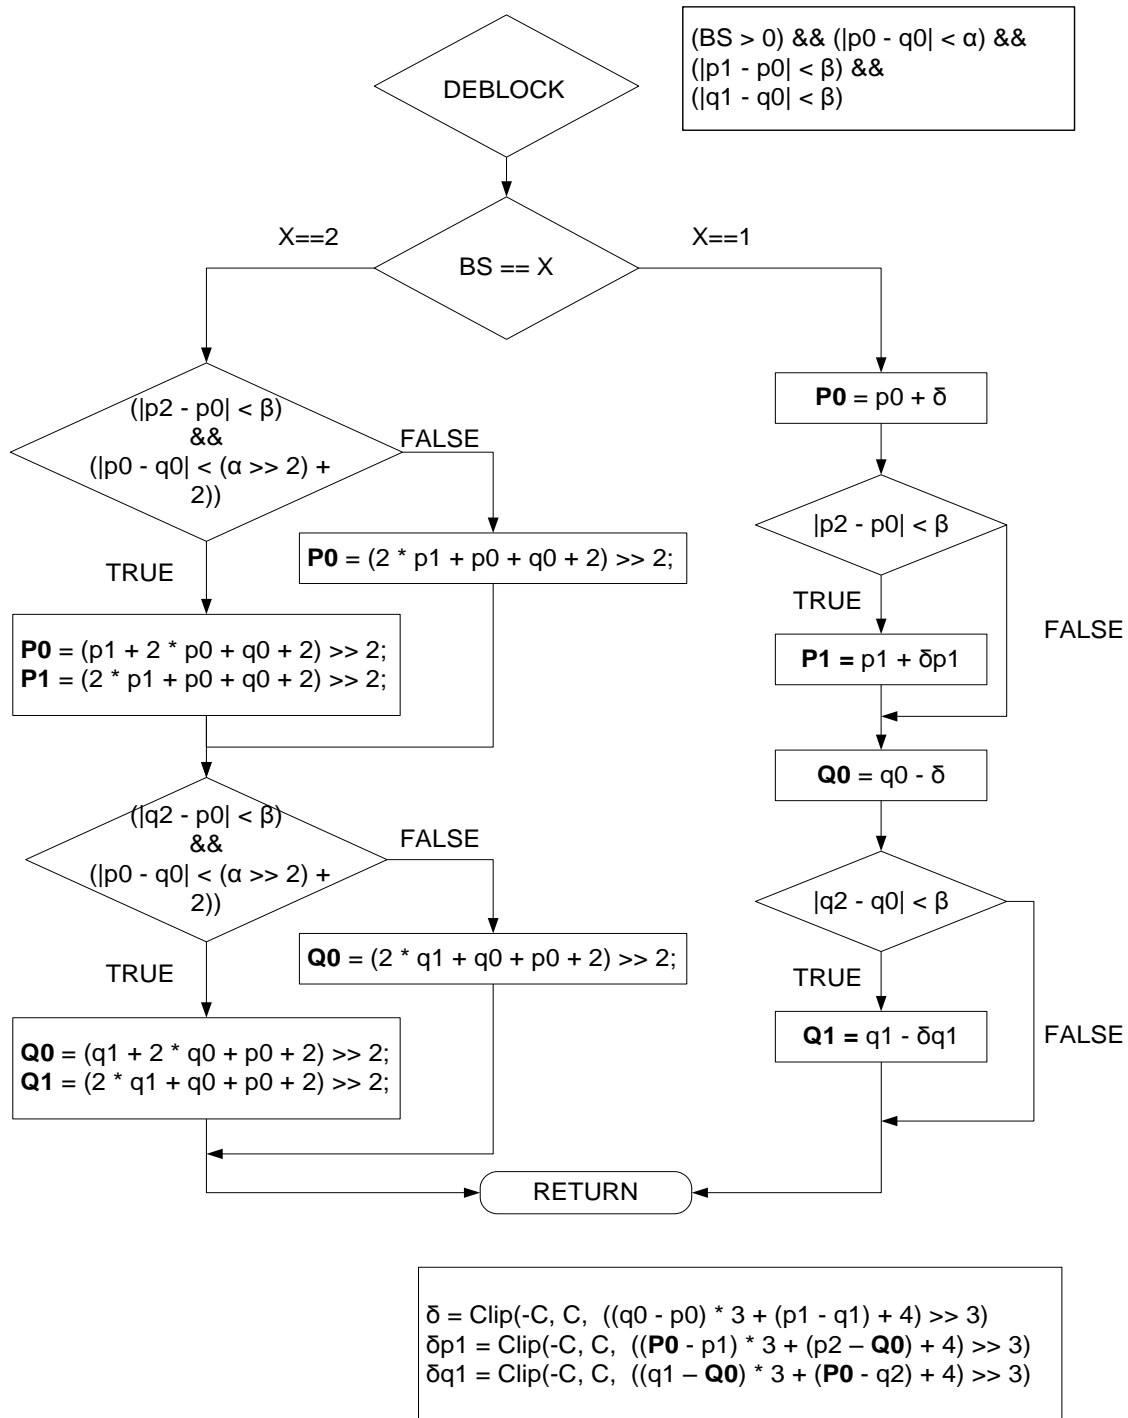 DEBLOCK
(BS > 0) && (|p0 - q0| < α) &&
(|p1 - p0| < β) &&
(|q1 - q0| < β)
X==2
X==1
BS == X
(|p2 - p0| < β)
&&
(|p0 - q0| < (α >> 2) +
2))
FALSE
TRUE
P0 = (2 * p1 + p0 + q0 + 2) >> 2;
P0 = (p1 + 2 * p0 + q0 + 2) >> 2;
P1 = (2 * p1 + p0 + q0 + 2) >> 2;
(|q2 - p0| < β)
&&
(|p0 - q0| < (α >> 2) +
2))
FALSE
TRUE
Q0 = (2 * q1 + q0 + p0 + 2) >> 2;
Q0 = (q1 + 2 * q0 + p0 + 2) >> 2;
Q1 = (2 * q1 + q0 + p0 + 2) >> 2;
P0 = p0 + δ
|p2 - p0| < β
TRUE
FALSE
P1 = p1 + δp1
Q0 = q0 - δ
|q2 - q0| < β
TRUE
FALSE
Q1 = q1 - δq1
RETURN
δ = Clip(-C, C, ((q0 - p0) * 3 + (p1 - q1) + 4) >> 3)
δp1 = Clip(-C, C, ((P0 - p1) * 3 + (p2 – Q0) + 4) >> 3)
δq1 = Clip(-C, C, ((q1 – Q0) * 3 + (P0 - q2) + 4) >> 3)